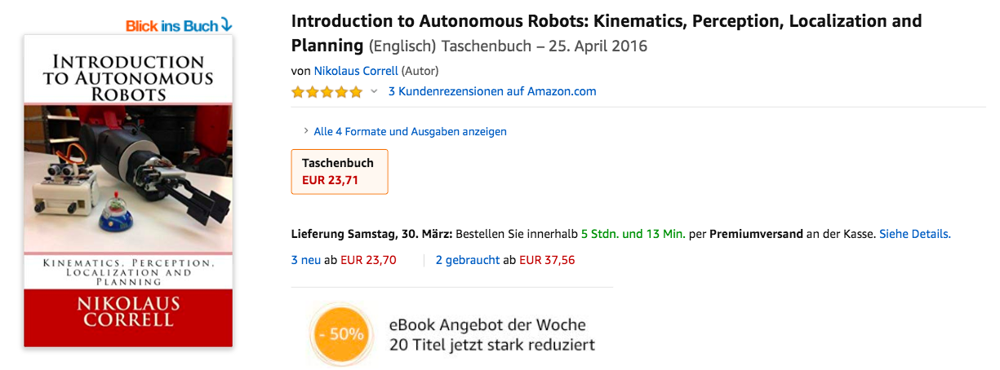 Blick ins Buch
INTRODUCTION
TO AUTONOMOUS
ROBOTS
KINEMATICS, PERCEPTION,
LOCALIZATION AND
PLANNING
NIKOLAUS
CORRELL
Introduction to Autonomous Robots: Kinematics, Perception, Localization and
Planning (Englisch) Taschenbuch – 25. April 2016
von Nikolaus Correll (Autor)
3 Kundenrezensionen auf Amazon.com
Alle 4 Formate und Ausgaben anzeigen
Taschenbuch
EUR 23,71
Lieferung Samstag, 30. März: Bestellen Sie innerhalb 5 Stdn. und 13 Min. per Premiumversand an der Kasse. Siehe Details.
3 neu ab EUR 23,70 | 2 gebraucht ab EUR 37,56
- 50%
eBook Angebot der Woche
20 Titel jetzt stark reduziert